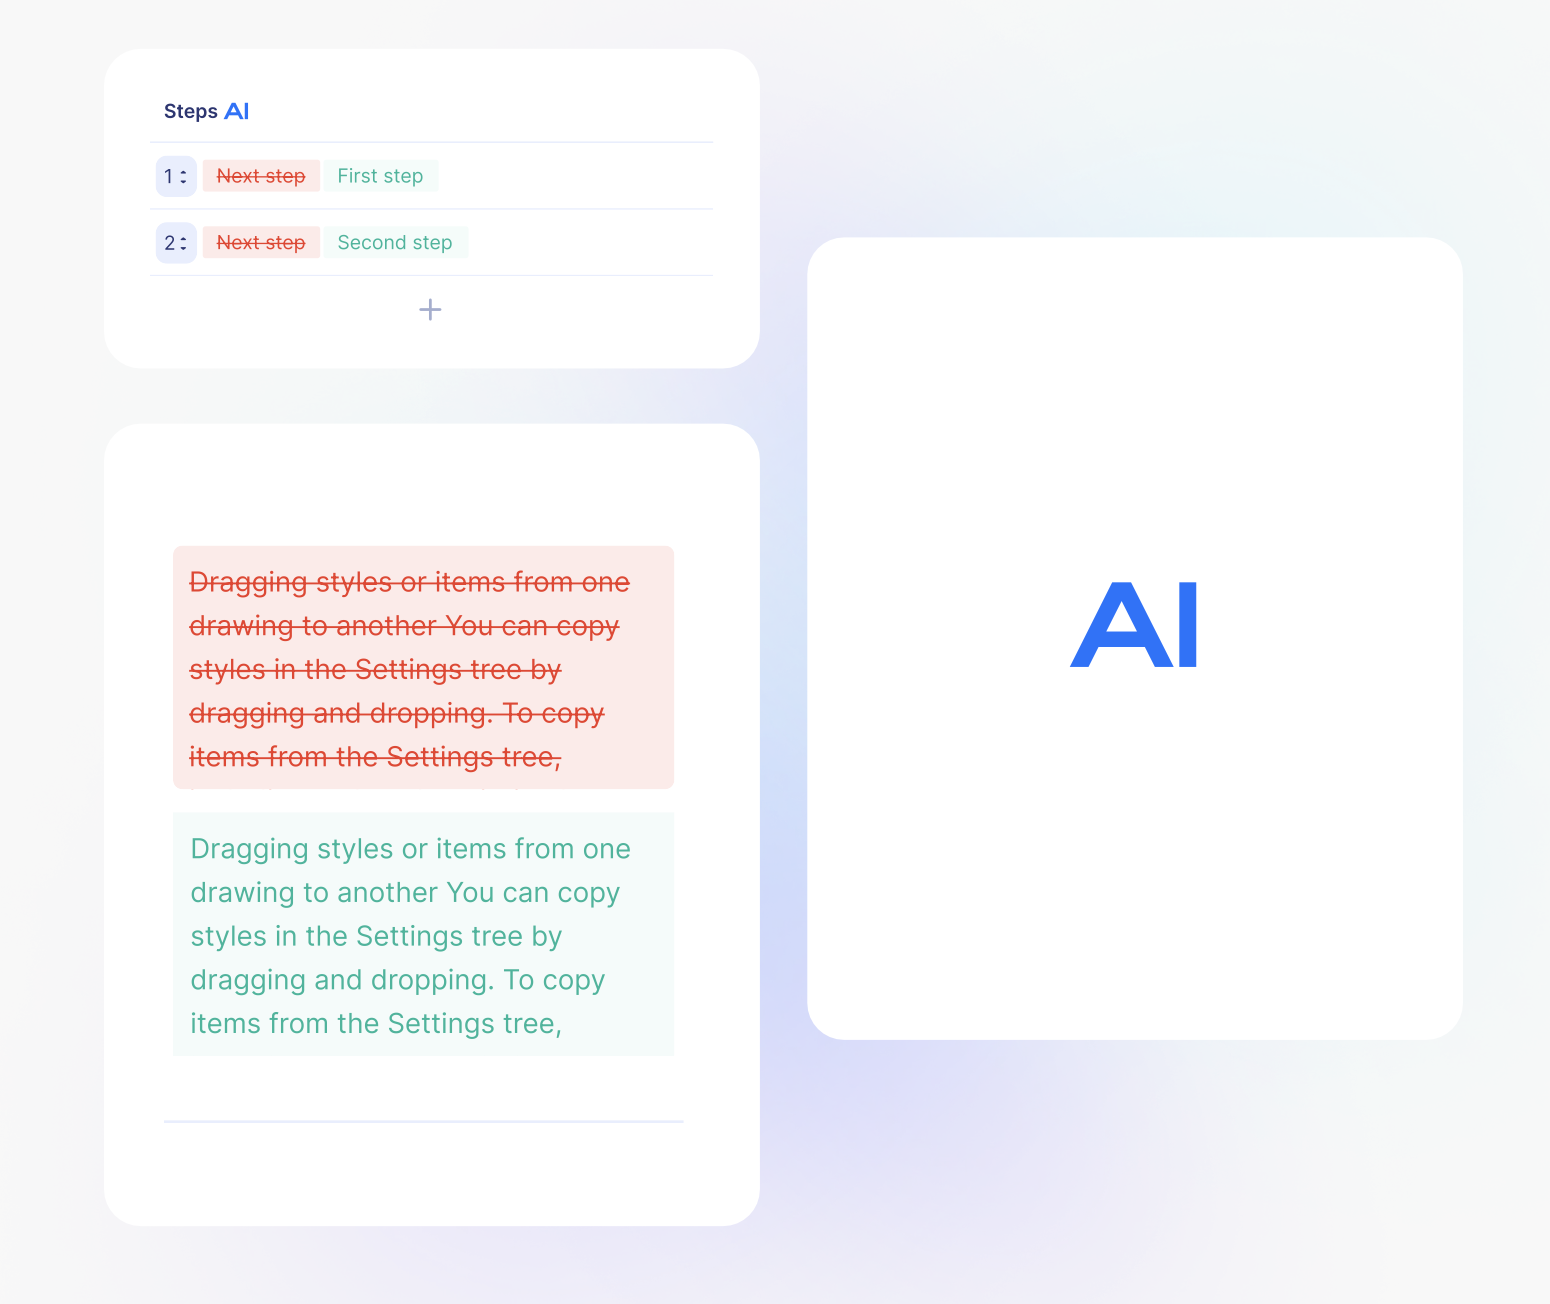 Steps AI
1 Next step First step
2 Next step Second step
Dragging styles or items from one
drawing to another You can copy
styles in the Settings tree by
dragging and dropping. To copy
items from the Settings tree,
Dragging styles or items from one
drawing to another You can copy
styles in the Settings tree by
dragging and dropping. To copy
items from the Settings tree,
AI